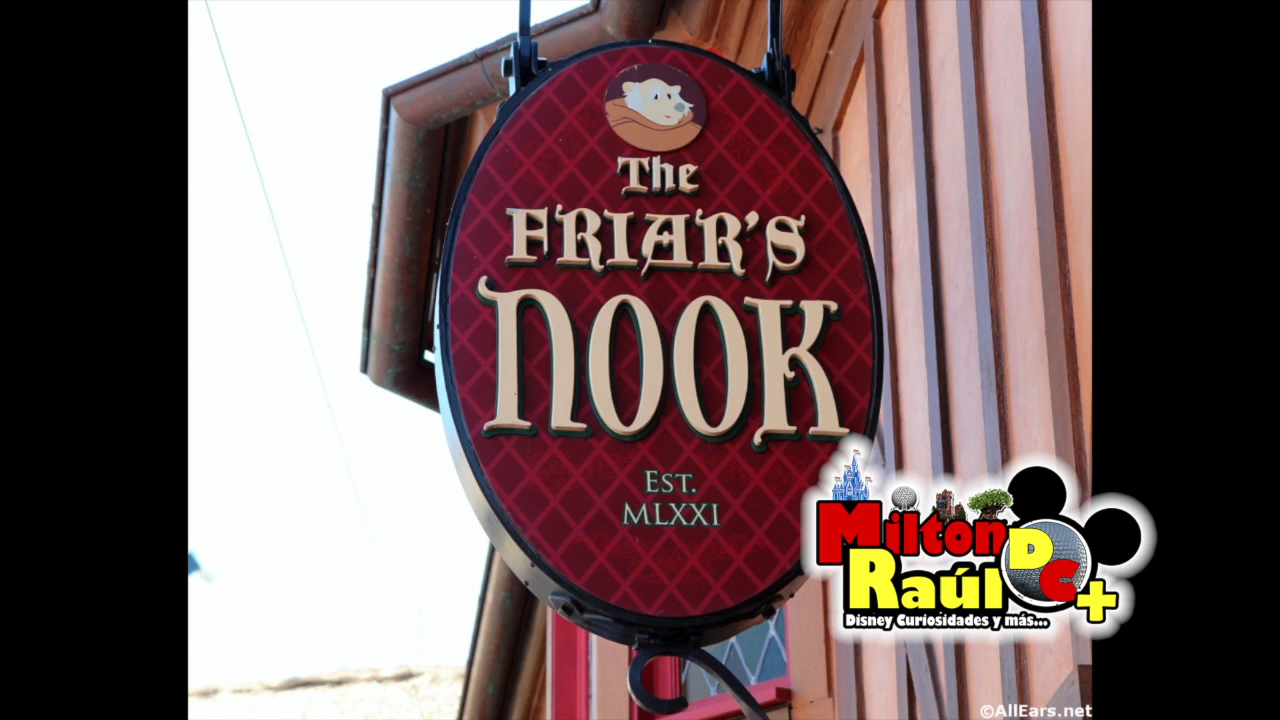 The
FRIAR'S
NOOK
EST.
MLXXI
Milton
Raúl DC+
Disney Curiosidades y más...
©AllEars.net